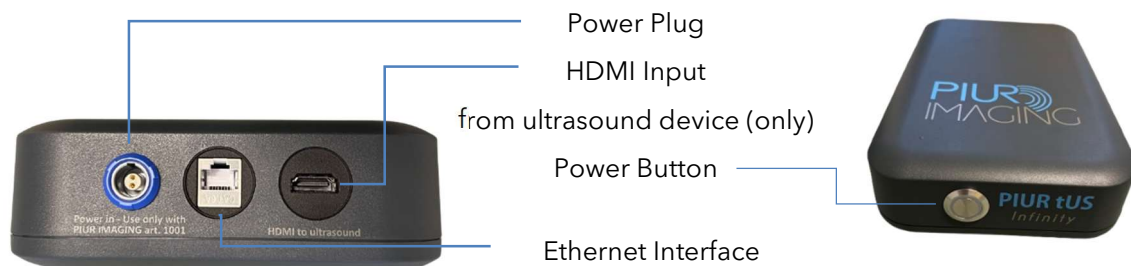 Power Plug
HDMI Input
from ultrasound device (only)
Power Button
Ethernet Interface
Power in - Use only with
PIUR IMAGING art. 1001
HDMI to ultrasound
PIUR
IMAGING
PIUR tUS
Infinity